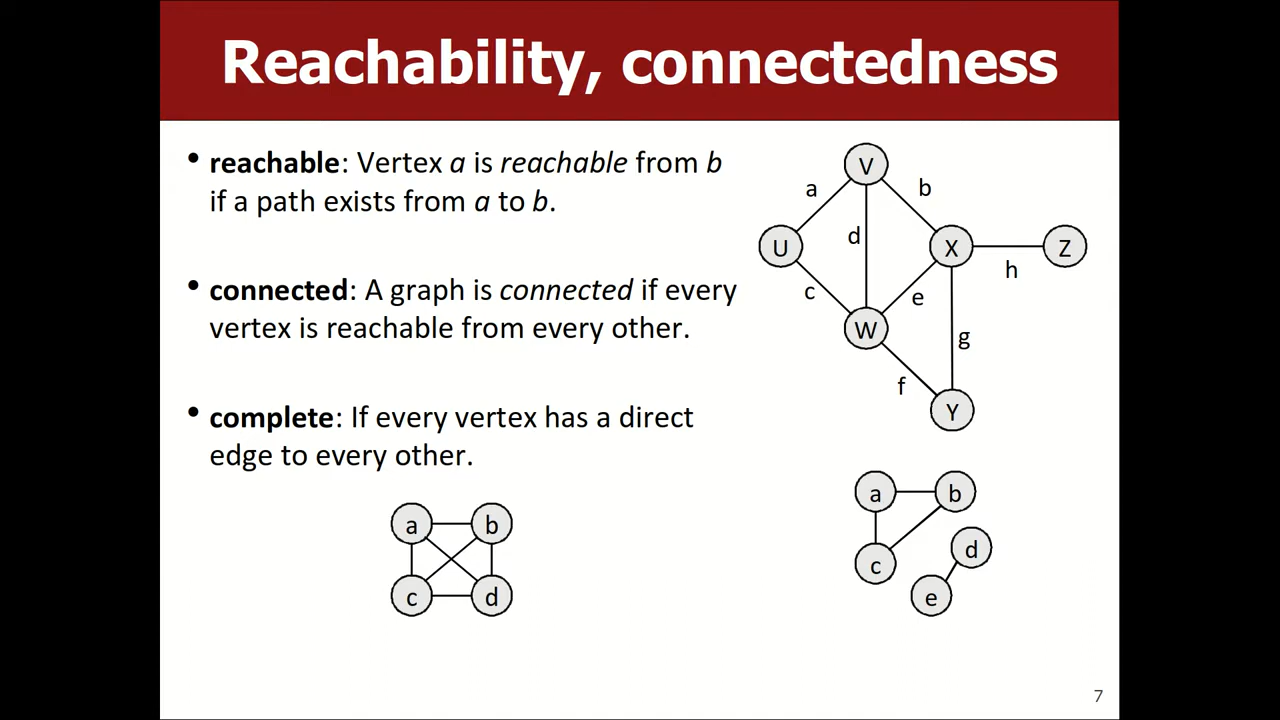 Reachability, connectedness
• reachable: Vertex a is reachable from b
if a path exists from a to b.
• connected: A graph is connected if every
vertex is reachable from every other.
• complete: If every vertex has a direct
edge to every other.
a b
c d
V
a b
U d X Z
h
c e
W
g
f
Y
a b
d
c
e
7